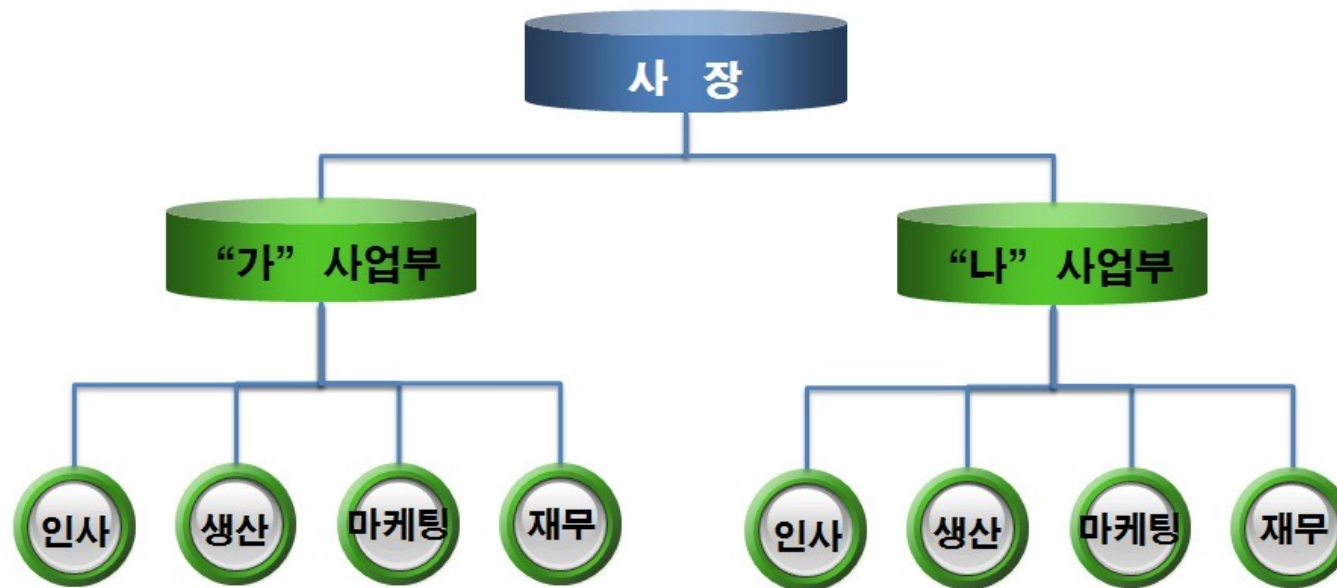 사 장
“가” 사업부
“나” 사업부
인사
생산
마케팅
재무
인사
생산
마케팅
재무